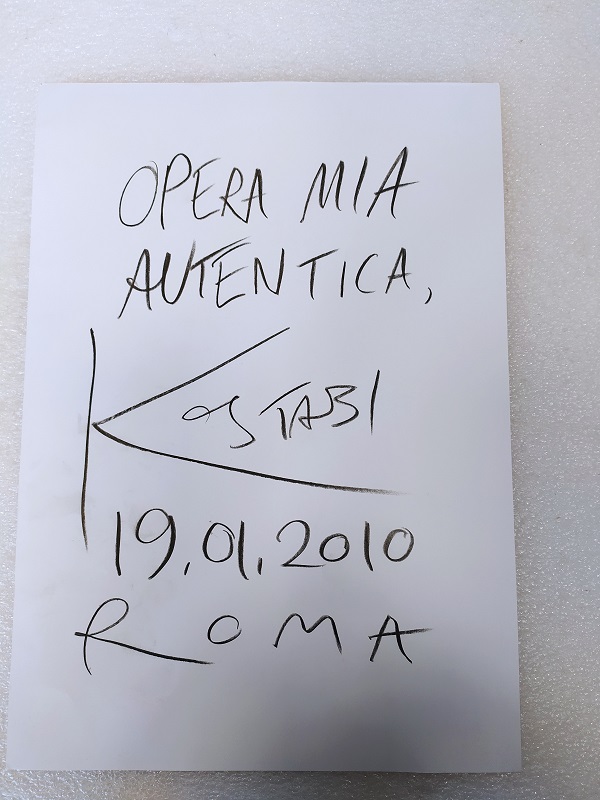 OPERA MIA
AUTENTICA,
KOSTABI
19.01.2010
ROMA